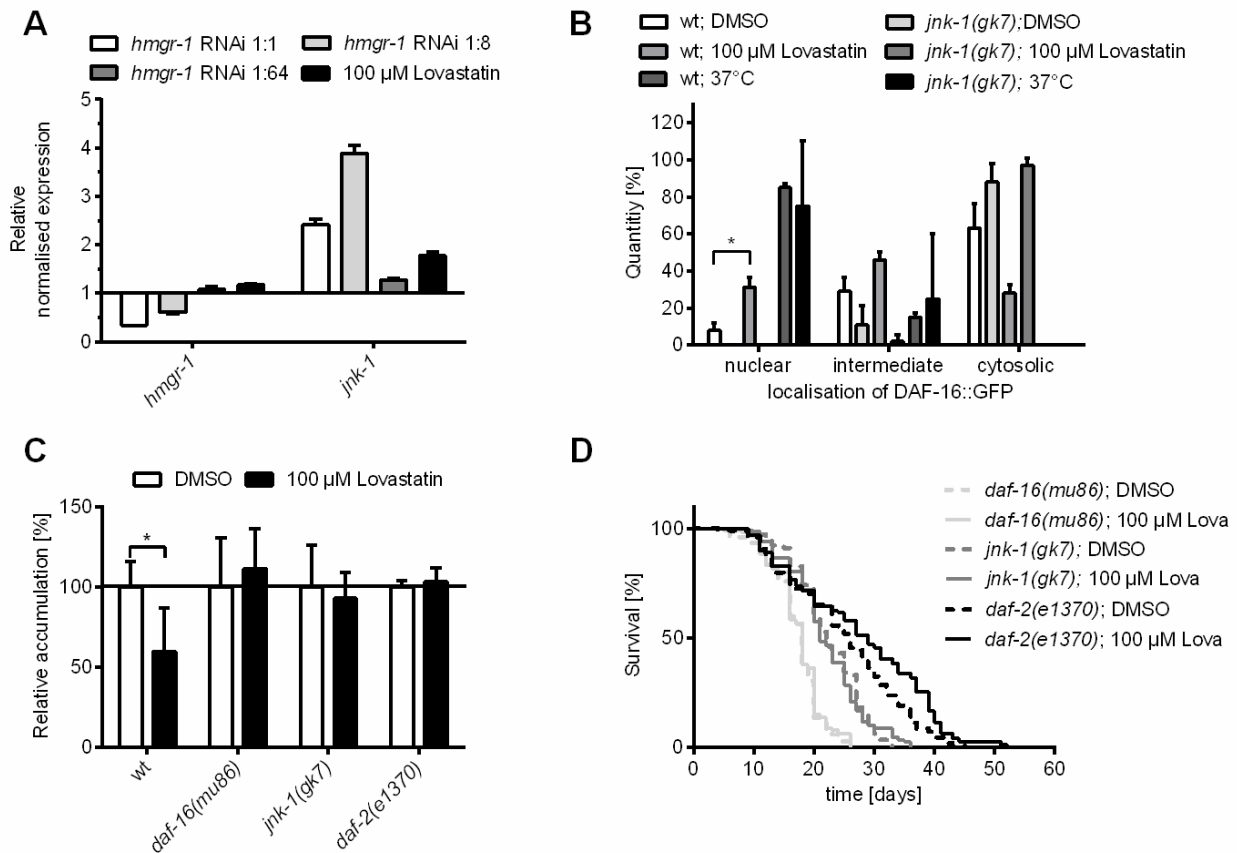 A
hmgr-1 RNAi 1:1
hmgr-1 RNAi 1:8
hmgr-1 RNAi 1:64
100 µM Lovastatin
Relative
normalised expression
5
4
3
2
1
0
hmgr-1
jnk-1
B
wt; DMSO
jnk-1(gk7);DMSO
wt; 100 µM Lovastatin
jnk-1(gk7); 100 µM Lovastatin
wt; 37°C
jnk-1(gk7); 37°C
Quantitiy [%]
120
100
80
60
40
20
0
*
nuclear
intermediate
cytosolic
localisation of DAF-16::GFP
C
DMSO
100 µM Lovastatin
Relative accumulation [%]
150
100
50
0
*
wt
daf-16(mu86)
jnk-1(gk7)
daf-2(e1370)
D
daf-16(mu86); DMSO
daf-16(mu86); 100 µM Lova
jnk-1(gk7); DMSO
jnk-1(gk7); 100 µM Lova
daf-2(e1370); DMSO
daf-2(e1370); 100 µM Lova
Survival [%]
100
50
0
0 10 20 30 40 50 60
time [days]